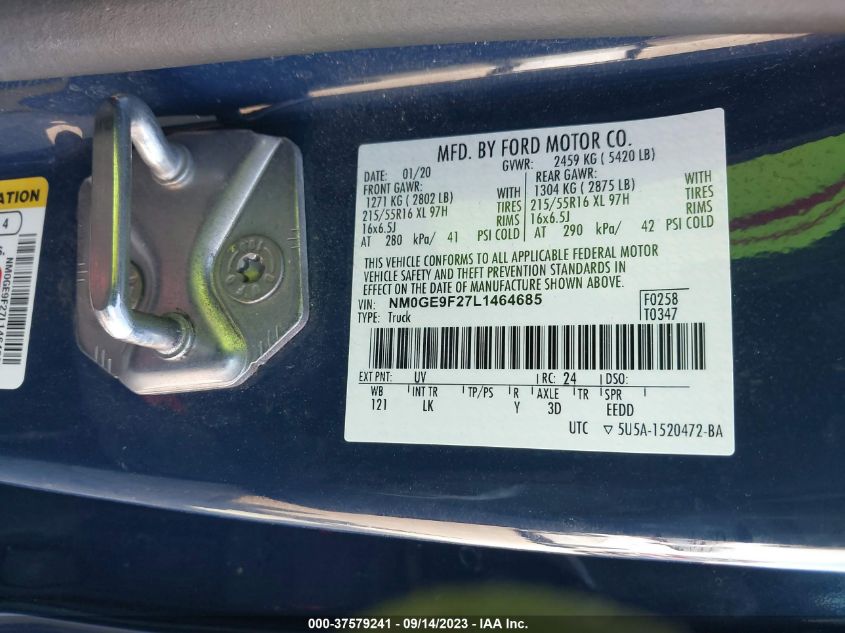 ATION
4
NM0GE9F27L1464685
MFD. BY FORD MOTOR CO.
DATE: 01/20 GVWR: 2459 KG ( 5420 LB)
FRONT GAWR: REAR GAWR:
1271 KG ( 2802 LB) WITH 1304 KG ( 2875 LB) WITH
215/55R16 XL 97H TIRES 215/55R16 XL 97H TIRES
16x6.5J RIMS 16x6.5J RIMS
AT 280 kPa/ 41 PSI COLD AT 290 kPa/ 42 PSI COLD
THIS VEHICLE CONFORMS TO ALL APPLICABLE FEDERAL MOTOR
VEHICLE SAFETY AND THEFT PREVENTION STANDARDS IN
EFFECT ON THE DATE OF MANUFACTURE SHOWN ABOVE.
VIN: NM0GE9F27L1464685 F0258
TYPE: Truck T0347
EXT PNT: UV RC: 24 DSO:
WB INT TR TP/PS R AXLE TR SPR
121 LK Y 3D EEDD
UTC ▽ 5U5A-1520472-BA
000-37579241 - 09/14/2023 - IAA Inc.